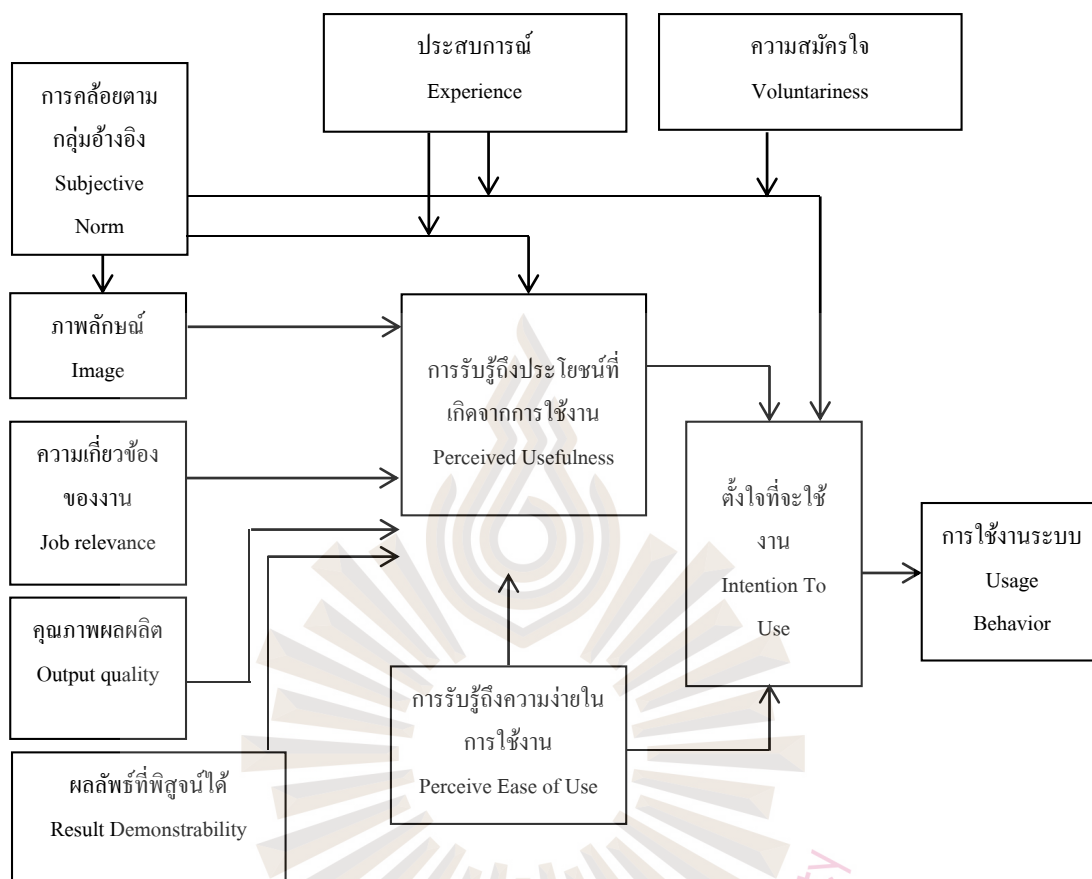 ประสบการณ์
Experience
ความสมัครใจ
Voluntariness
การคล้อยตาม
กลุ่มอ้างอิง
Subjective
Norm
ภาพลักษณ์
Image
การรับรู้ถึงประโยชน์ที่
เกิดจากการใช้งาน
Perceived Usefulness
ความเกี่ยวข้อง
ของงาน
Job relevance
ตั้งใจที่จะใช้
งาน
Intention To
Use
การใช้งานระบบ
Usage
Behavior
คุณภาพผลผลิต
Output quality
การรับรู้ถึงความง่ายใน
การใช้งาน
Perceive Ease of Use
ผลลัพธ์ที่พิสูจน์ได้
Result Demonstrability